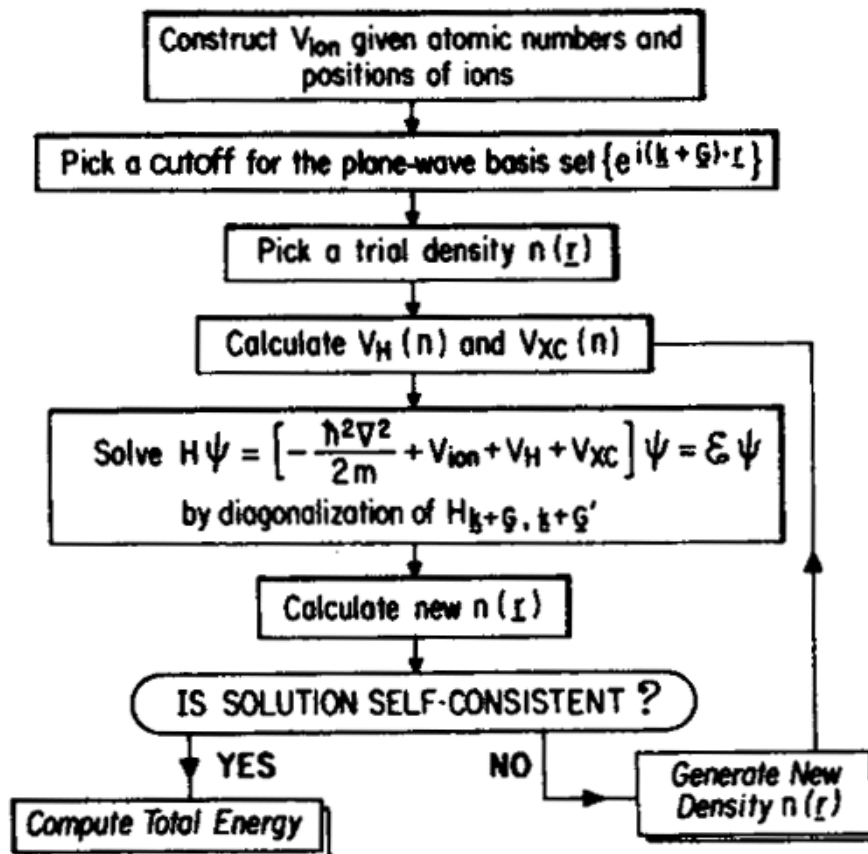 Construct V_ion given atomic numbers and
positions of ions
Pick a cutoff for the plane-wave basis set {e^{i(k̲ + G̲)·r̲}}
Pick a trial density n(r̲)
Calculate V_H(n) and V_XC(n)
Solve Hψ = [-ħ²∇²/2m + V_ion + V_H + V_XC] ψ = ℰψ
by diagonalization of H_{k̲+G̲, k̲+G̲′}
Calculate new n(r̲)
IS SOLUTION SELF-CONSISTENT ?
YES
NO
Generate New
Density n(r̲)
Compute Total Energy